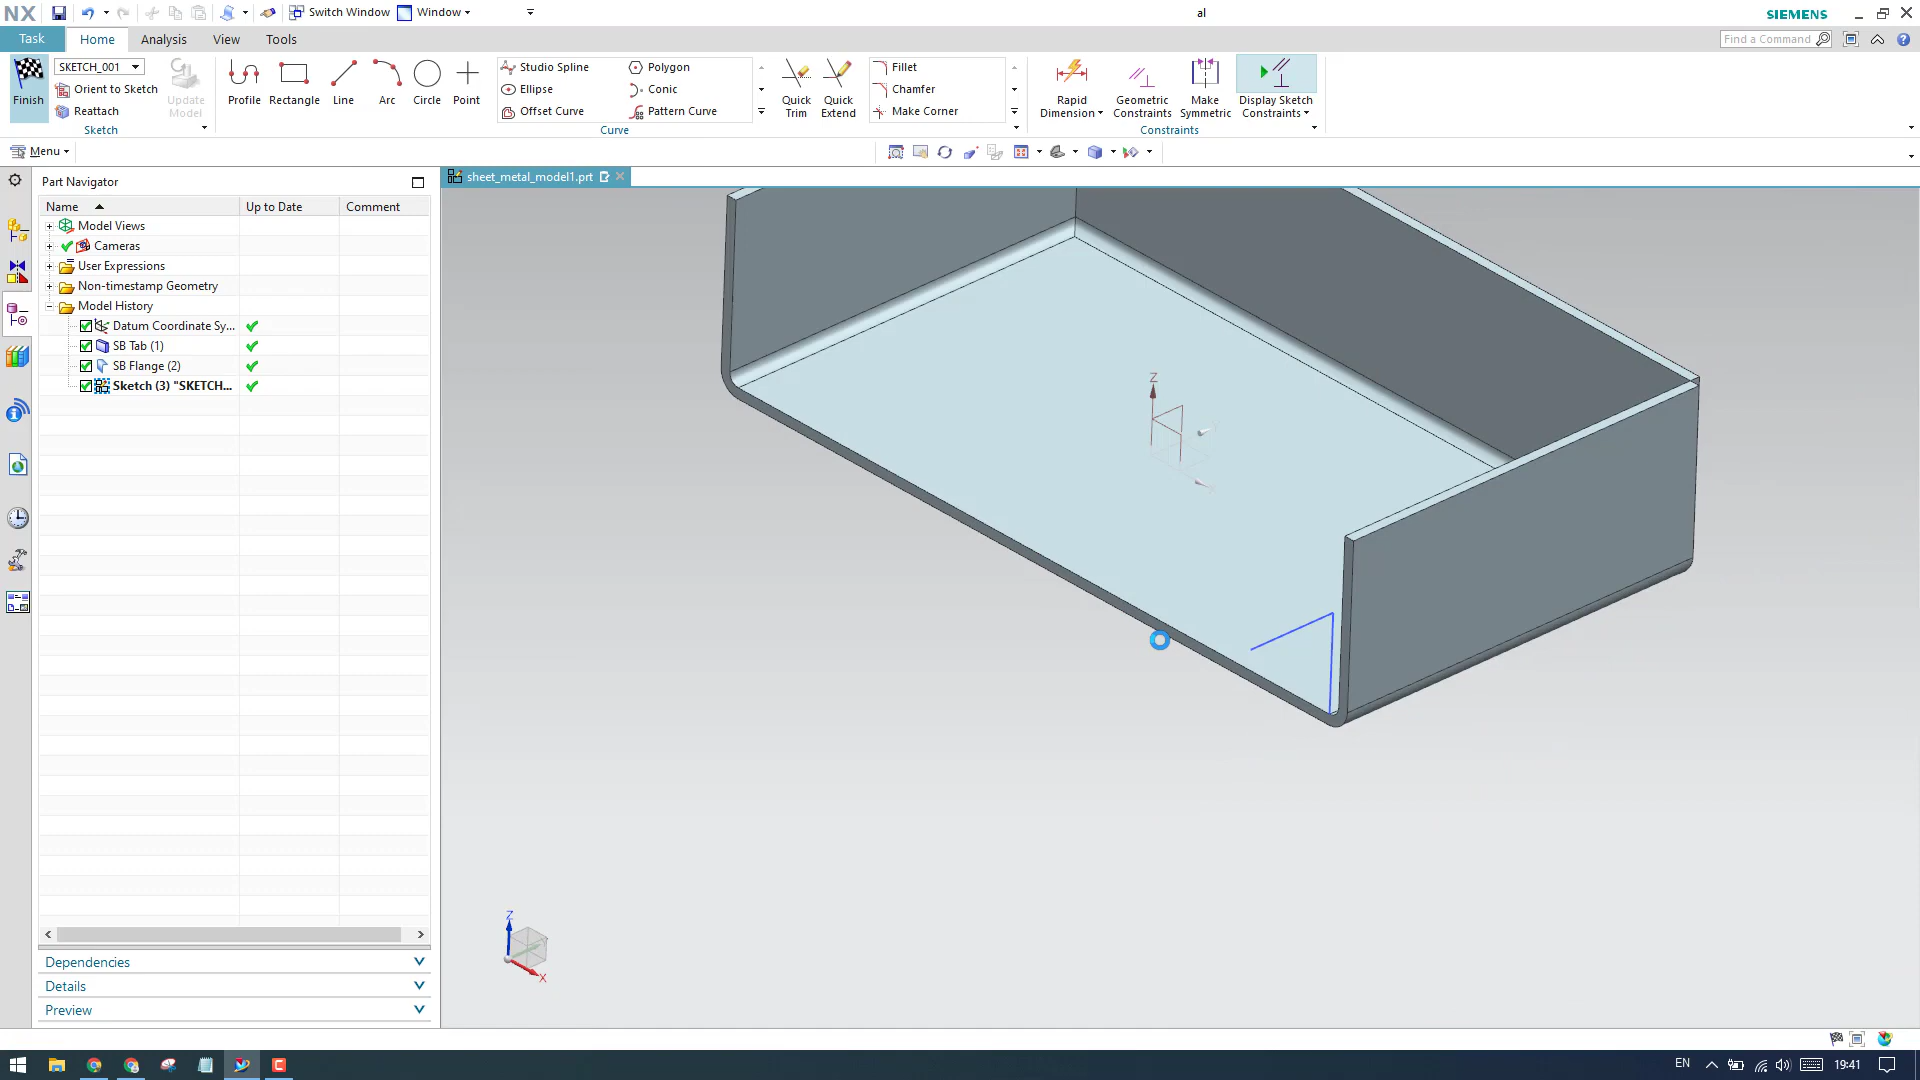 NX
Switch Window
Window
al
SIEMENS
Task
Home
Analysis
View
Tools
Find a Command
Finish
SKETCH_001
Orient to Sketch
Reattach
Update
Model
Sketch
Profile
Rectangle
Line
Arc
Circle
Point
Studio Spline
Ellipse
Offset Curve
Polygon
Conic
Pattern Curve
Curve
Quick
Trim
Quick
Extend
Fillet
Chamfer
Make Corner
Rapid
Dimension
Geometric
Constraints
Make
Symmetric
Display Sketch
Constraints
Constraints
Menu
Part Navigator
sheet_metal_model1.prt
Name
Up to Date
Comment
Model Views
Cameras
User Expressions
Non-timestamp Geometry
Model History
Datum Coordinate Sy...
SB Tab (1)
SB Flange (2)
Sketch (3) "SKETCH...
Z
Z
X
Dependencies
Details
Preview
EN
19:41